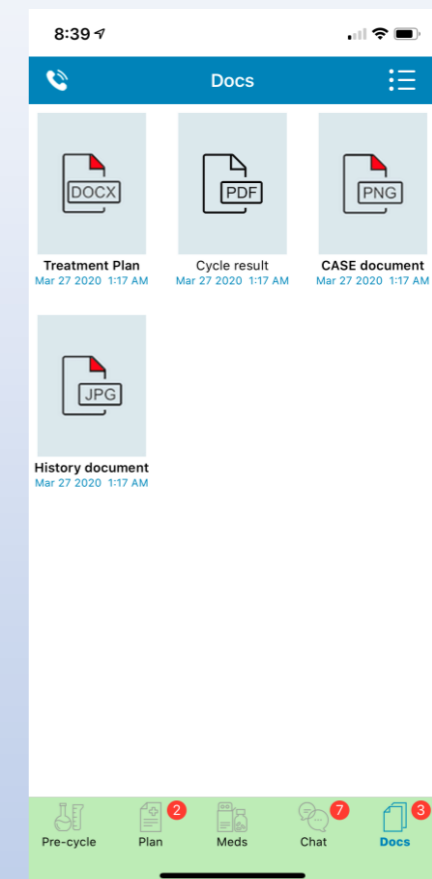 8:39
Docs
DOCX
PDF
PNG
Treatment Plan
Mar 27 2020 1:17 AM
Cycle result
Mar 27 2020 1:17 AM
CASE document
Mar 27 2020 1:17 AM
JPG
History document
Mar 27 2020 1:17 AM
2
7
3
Pre-cycle
Plan
Meds
Chat
Docs